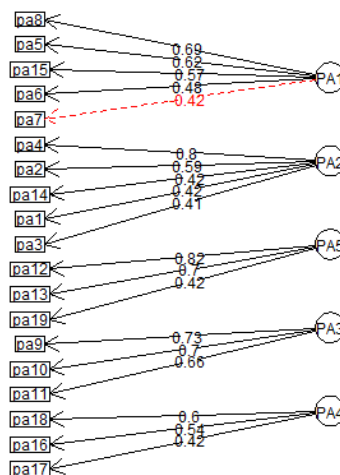 pa8
pa5
0.69
0.62
pa15
0.57
PA1
pa6
0.48
pa7
0.42
pa4
0.8
pa2
0.59
PA2
pa14
0.42
pa1
0.42
pa3
0.41
pa12
0.82
PA5
pa13
0.7
pa19
0.42
pa9
0.73
PA3
pa10
0.7
pa11
0.66
pa18
0.6
PA4
pa16
0.54
pa17
0.42